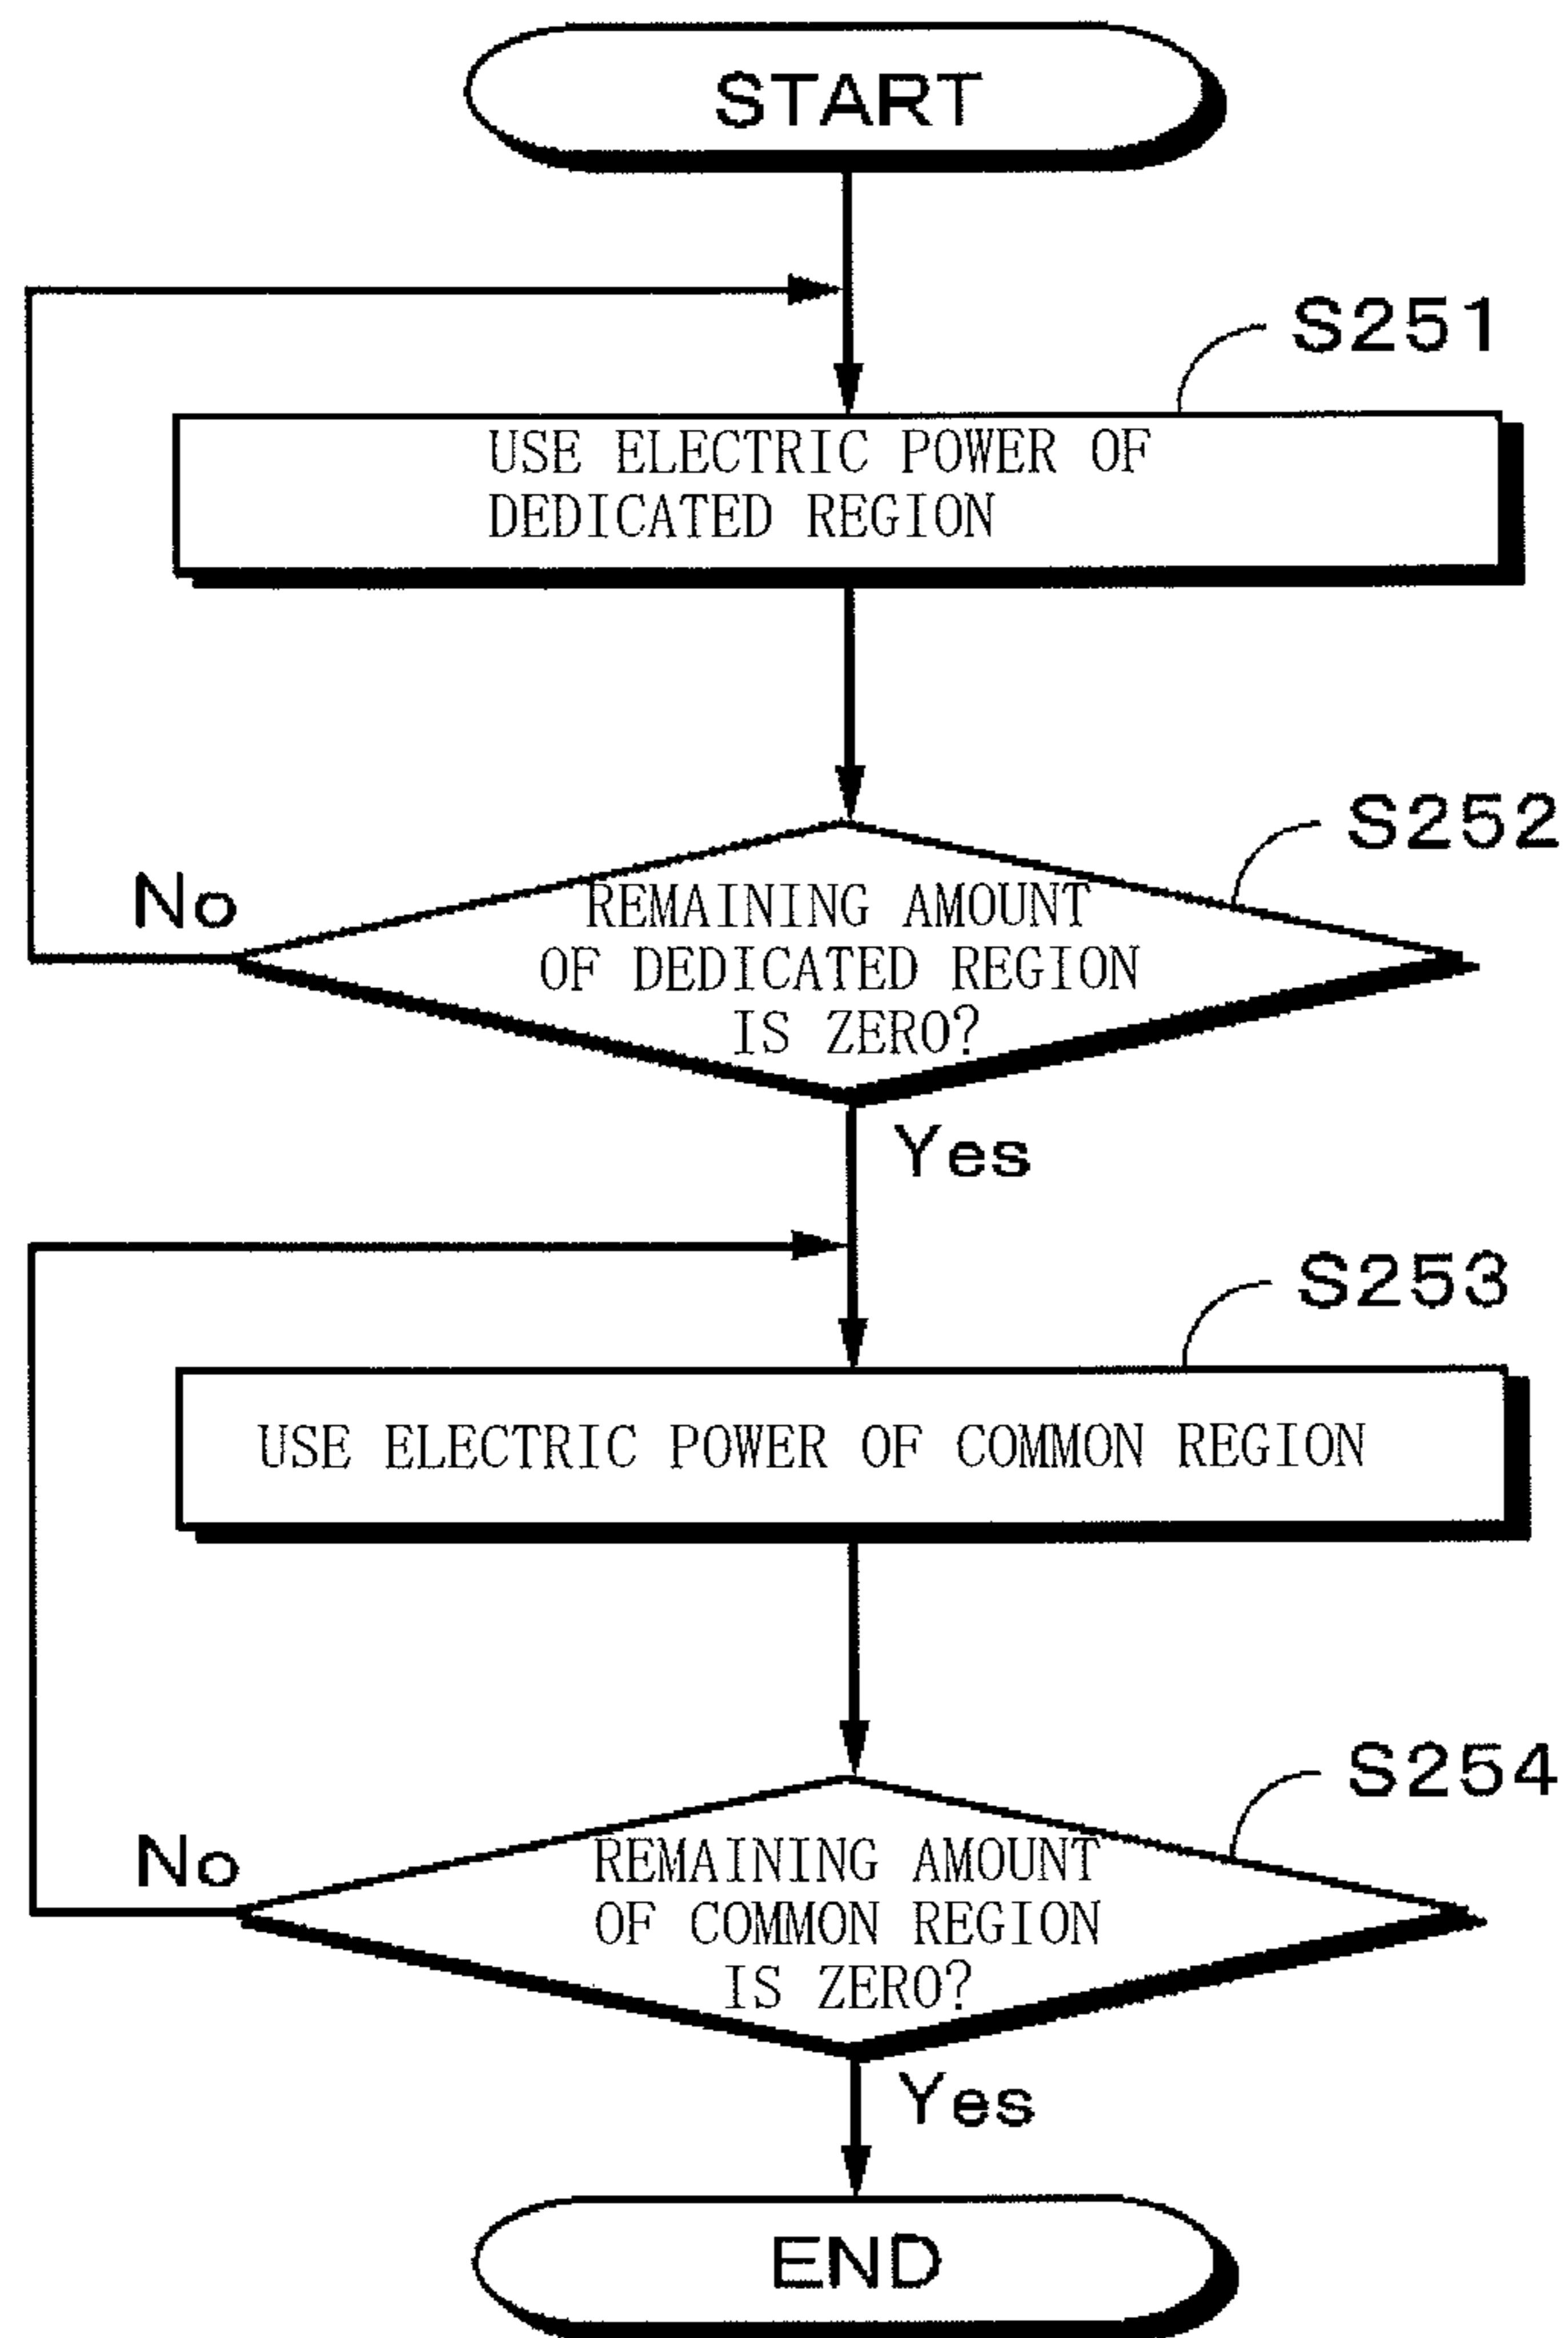 START
S251
USE ELECTRIC POWER OF
DEDICATED REGION
S252
No
REMAINING AMOUNT
OF DEDICATED REGION
IS ZERO?
Yes
S253
USE ELECTRIC POWER OF COMMON REGION
S254
No
REMAINING AMOUNT
OF COMMON REGION
IS ZERO?
Yes
END